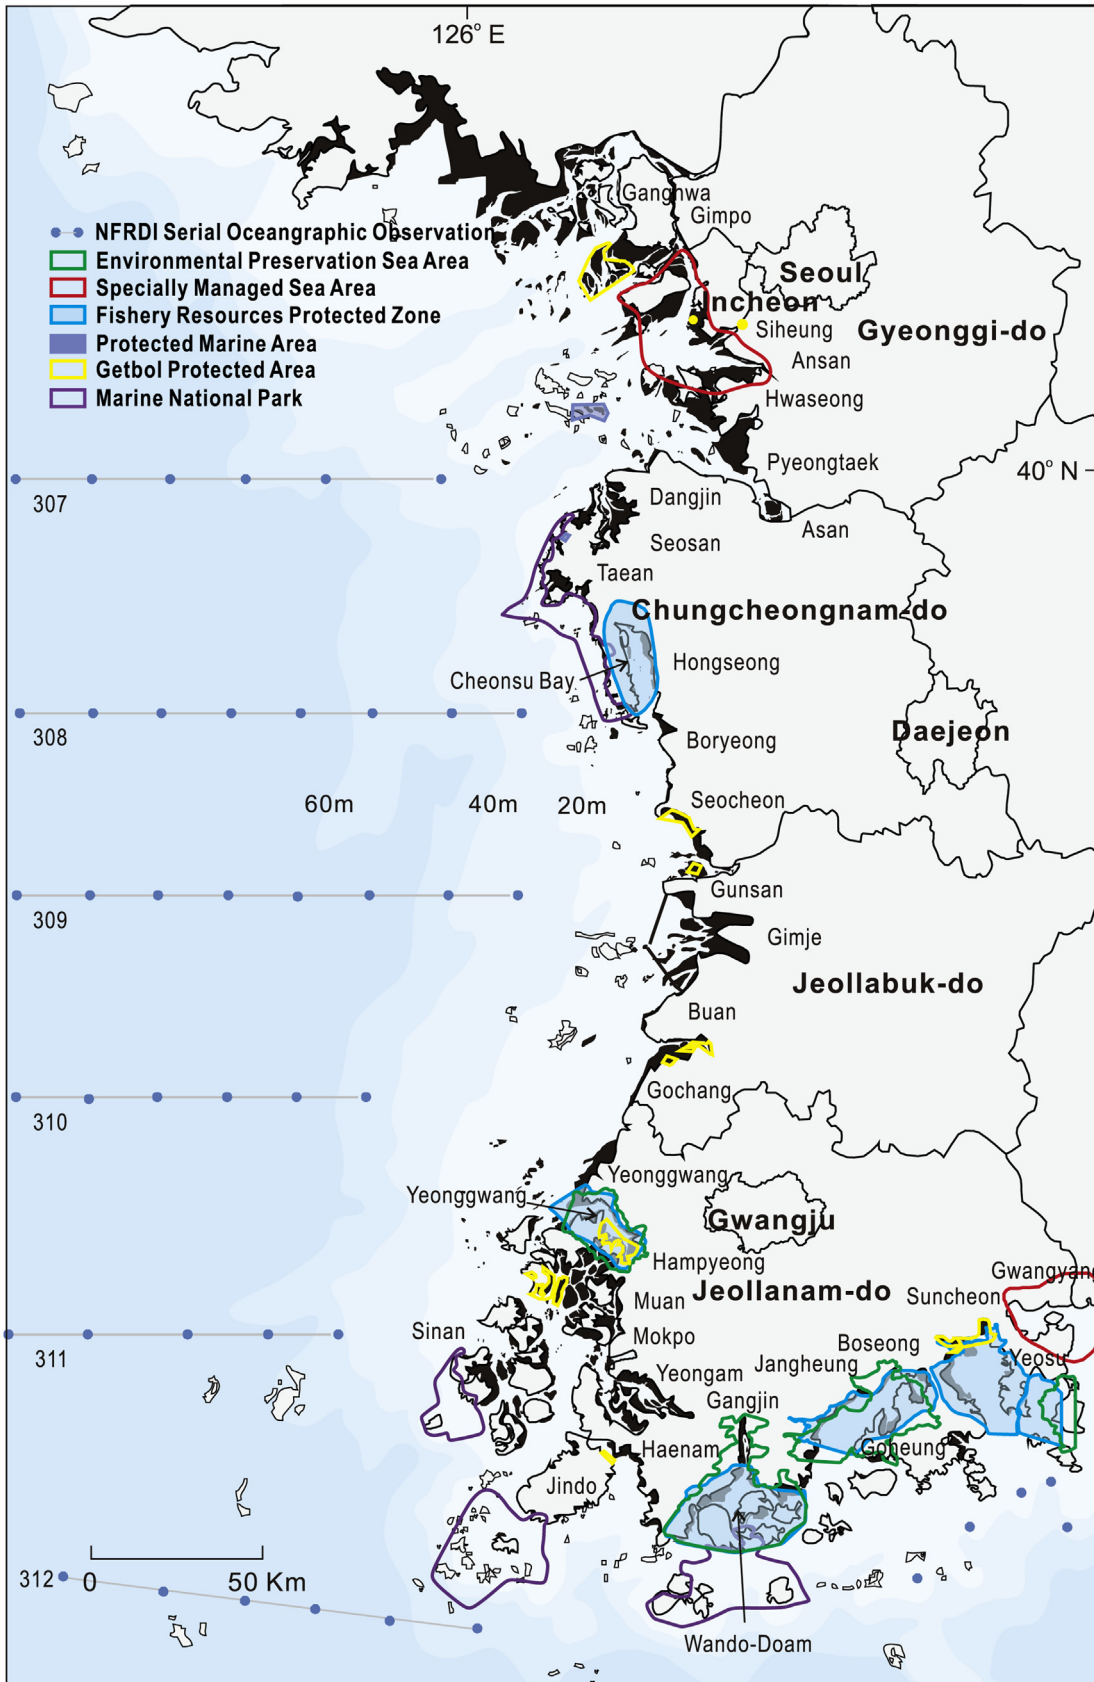 126° E
Ganghwa
Gimpo
NFRDI Serial Oceangraphic Observation
Environmental Preservation Sea Area
Specially Managed Sea Area
Fishery Resources Protected Zone
Protected Marine Area
Getbol Protected Area
Marine National Park
Seoul
Incheon
Siheung
Gyeonggi-do
Ansan
Hwaseong
Pyeongtaek
40° N
307
Dangjin
Asan
Seosan
Taean
Chungcheongnam-do
Hongseong
Cheonsu Bay
308
Boryeong
Daejeon
60m
40m
20m
Seocheon
Gunsan
309
Gimje
Jeollabuk-do
Buan
Gochang
310
Yeonggwang
Yeonggwang
Gwangju
Hampyeong
Gwangyang
Jeollanam-do
Suncheon
Muan
Sinan
Mokpo
Boseong
311
Jangheung
Yeosu
Yeongam
Gangjin
Haenam
Goheung
Jindo
312
0
50 Km
Wando-Doam